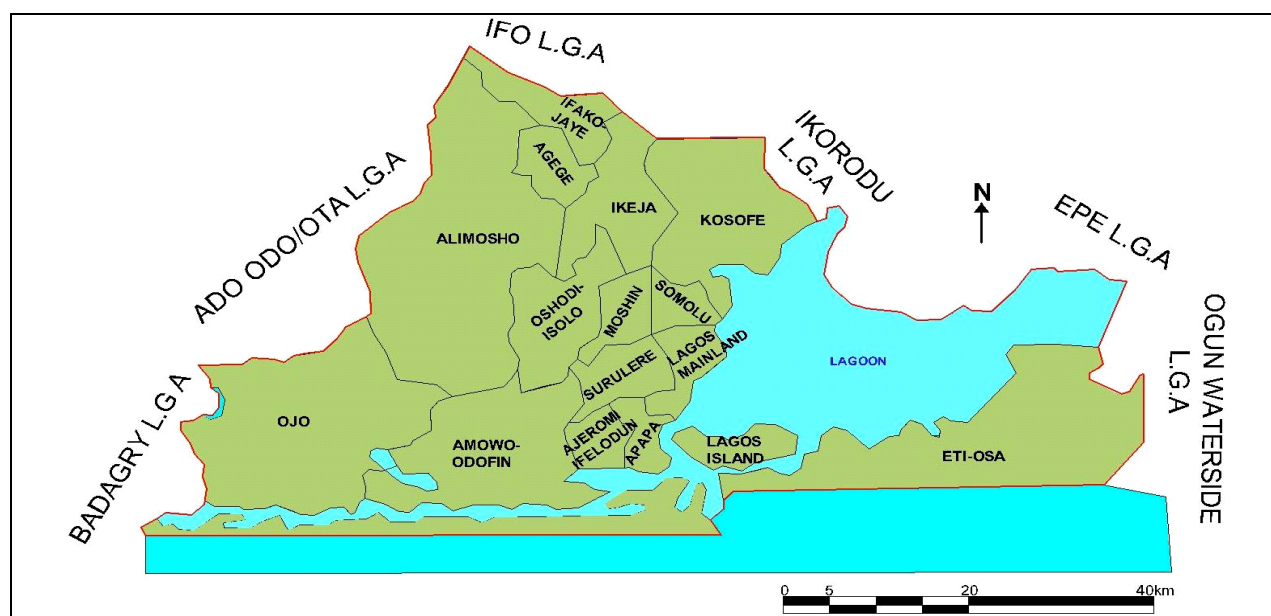 IFO L.G.A
IFAKO-
JAYE
AGEGE
IKORODU
L.G.A
N
EPE L.G.A
ADO ODO/OTA L.G.A
ALIMOSHO
IKEJA
KOSOFE
OSHODI-
ISOLO
MOSHIN
SOMOLU
LAGOS
MAINLAND
LAGOON
OGUN WATERSIDE
L.G.A
SURULERE
BADAGRY L.G A
OJO
AMOWO-
ODOFIN
AJEROMI
IFELODUN
APAPA
LAGOS
ISLAND
ETI-OSA
0 5 20 40km